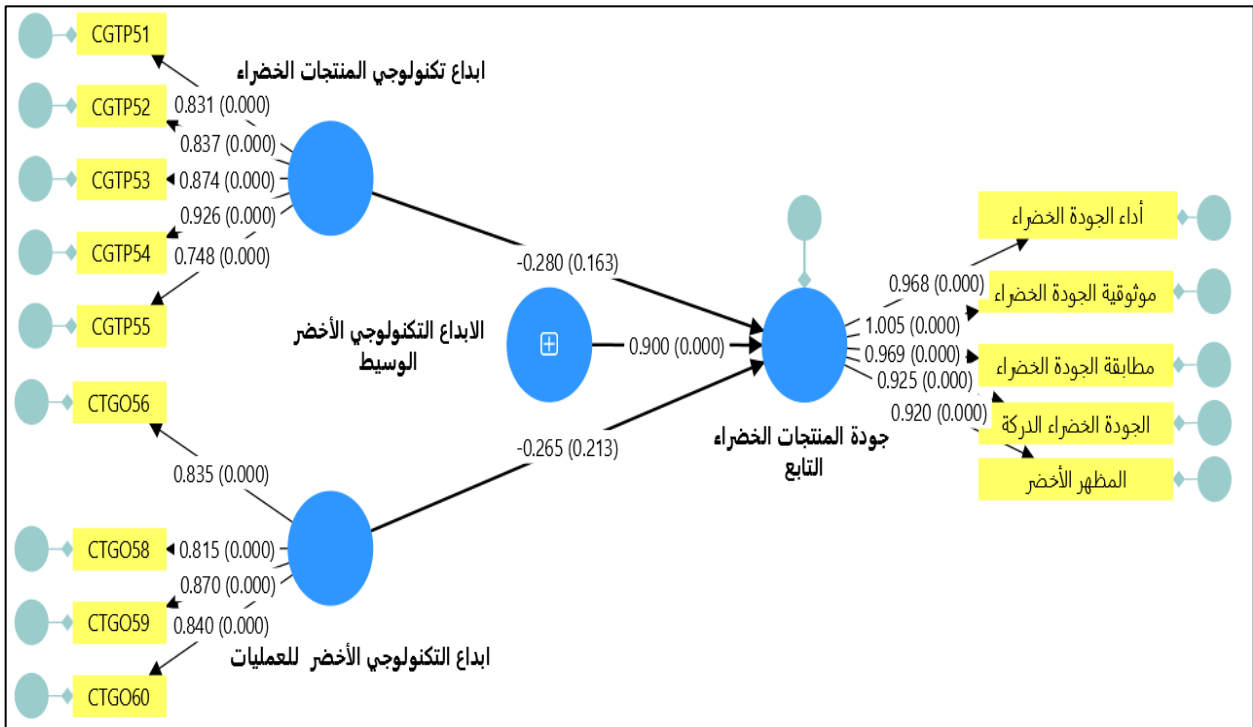 CGTP51
CGTP52
CGTP53
CGTP54
CGTP55
0.831 (0.000)
0.837 (0.000)
0.874 (0.000)
0.926 (0.000)
0.748 (0.000)
ابداع تكنولوجي المنتجات الخضراء
-0.280 (0.163)
الابداع التكنولوجي الأخضر
الوسيط
0.900 (0.000)
CTGO56
CTGO58
CTGO59
CTGO60
0.835 (0.000)
0.815 (0.000)
0.870 (0.000)
0.840 (0.000)
ابداع التكنولوجي الأخضر للعمليات
-0.265 (0.213)
جودة المنتجات الخضراء
التابع
0.968 (0.000)
1.005 (0.000)
0.969 (0.000)
0.925 (0.000)
0.920 (0.000)
أداء الجودة الخضراء
موثوقية الجودة الخضراء
مطابقة الجودة الخضراء
الجودة الخضراء الدركة
المظهر الأخضر